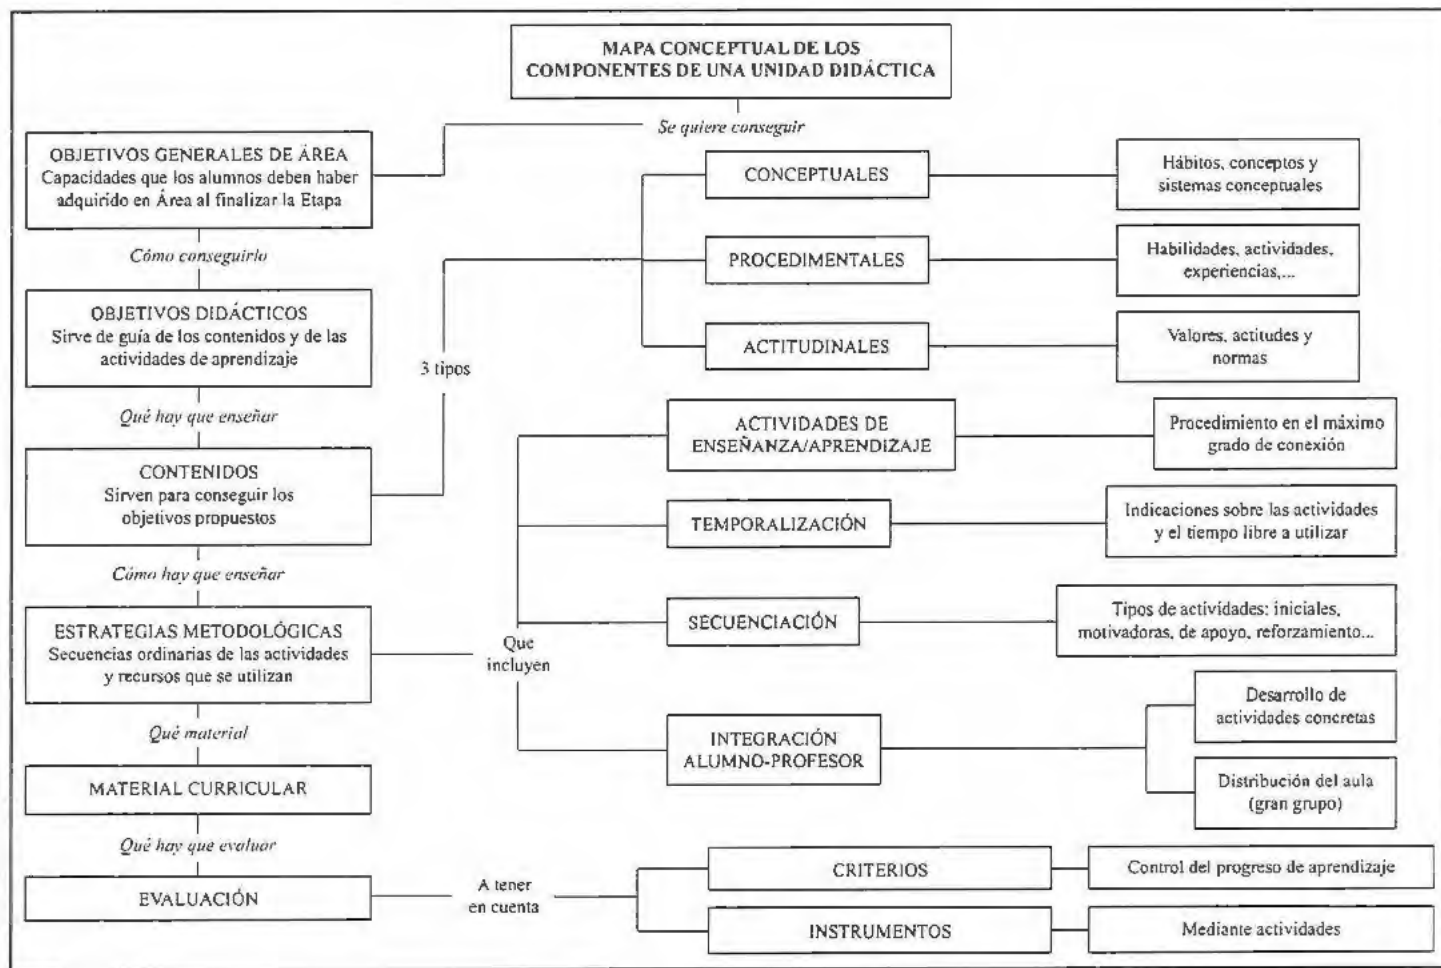 MAPA CONCEPTUAL DE LOS
COMPONENTES DE UNA UNIDAD DIDÁCTICA
Se quiere conseguir
OBJETIVOS GENERALES DE ÁREA
Capacidades que los alumnos deben haber
adquirido en Área al finalizar la Etapa
Cómo conseguirlo
OBJETIVOS DIDÁCTICOS
Sirve de guía de los contenidos y de las
actividades de aprendizaje
Qué hay que enseñar
CONTENIDOS
Sirven para conseguir los
objetivos propuestos
3 tipos
CONCEPTUALES
Hábitos, conceptos y
sistemas conceptuales
PROCEDIMENTALES
Habilidades, actividades,
experiencias,...
ACTITUDINALES
Valores, actitudes y
normas
Cómo hay que enseñar
ESTRATEGIAS METODOLÓGICAS
Secuencias ordinarias de las actividades
y recursos que se utilizan
Que
incluyen
ACTIVIDADES DE
ENSEÑANZA/APRENDIZAJE
Procedimiento en el máximo
grado de conexión
TEMPORALIZACIÓN
Indicaciones sobre las actividades
y el tiempo libre a utilizar
SECUENCIACIÓN
Tipos de actividades: iniciales,
motivadoras, de apoyo, reforzamiento...
INTEGRACIÓN
ALUMNO-PROFESOR
Desarrollo de
actividades concretas
Distribución del aula
(gran grupo)
Qué material
MATERIAL CURRICULAR
Qué hay que evaluar
EVALUACIÓN
A tener
en cuenta
CRITERIOS
Control del progreso de aprendizaje
INSTRUMENTOS
Mediante actividades